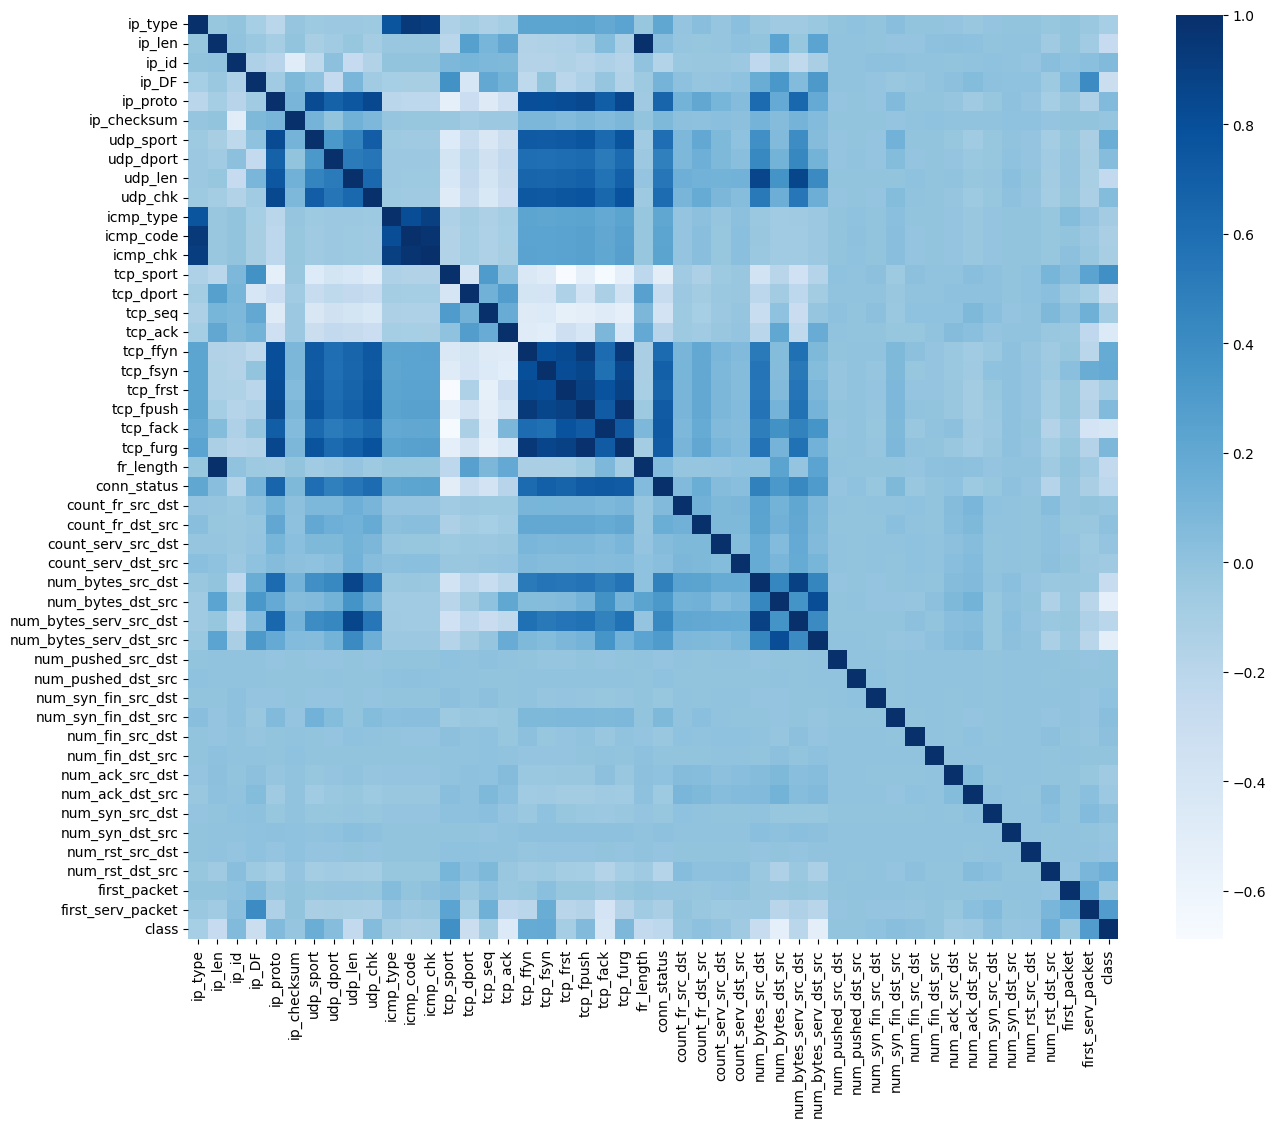 ip_type
ip_len
ip_id
ip_DF
ip_proto
ip_checksum
udp_sport
udp_dport
udp_len
udp_chk
icmp_type
icmp_code
icmp_chk
tcp_sport
tcp_dport
tcp_seq
tcp_ack
tcp_ffyn
tcp_fsyn
tcp_frst
tcp_fpush
tcp_fack
tcp_furg
fr_length
conn_status
count_fr_src_dst
count_fr_dst_src
count_serv_src_dst
count_serv_dst_src
num_bytes_src_dst
num_bytes_dst_src
num_bytes_serv_src_dst
num_bytes_serv_dst_src
num_pushed_src_dst
num_pushed_dst_src
num_syn_fin_src_dst
num_syn_fin_dst_src
num_fin_src_dst
num_fin_dst_src
num_ack_src_dst
num_ack_dst_src
num_syn_src_dst
num_syn_dst_src
num_rst_src_dst
num_rst_dst_src
first_packet
first_serv_packet
class
ip_type
ip_len
ip_id
ip_DF
ip_proto
ip_checksum
udp_sport
udp_dport
udp_len
udp_chk
icmp_type
icmp_code
icmp_chk
tcp_sport
tcp_dport
tcp_seq
tcp_ack
tcp_ffyn
tcp_fsyn
tcp_frst
tcp_fpush
tcp_fack
tcp_furg
fr_length
conn_status
count_fr_src_dst
count_fr_dst_src
count_serv_src_dst
count_serv_dst_src
num_bytes_src_dst
num_bytes_dst_src
num_bytes_serv_src_dst
num_bytes_serv_dst_src
num_pushed_src_dst
num_pushed_dst_src
num_syn_fin_src_dst
num_syn_fin_dst_src
num_fin_src_dst
num_fin_dst_src
num_ack_src_dst
num_ack_dst_src
num_syn_src_dst
num_syn_dst_src
num_rst_src_dst
num_rst_dst_src
first_packet
first_serv_packet
class
1.0
0.8
0.6
0.4
0.2
0.0
−0.2
−0.4
−0.6